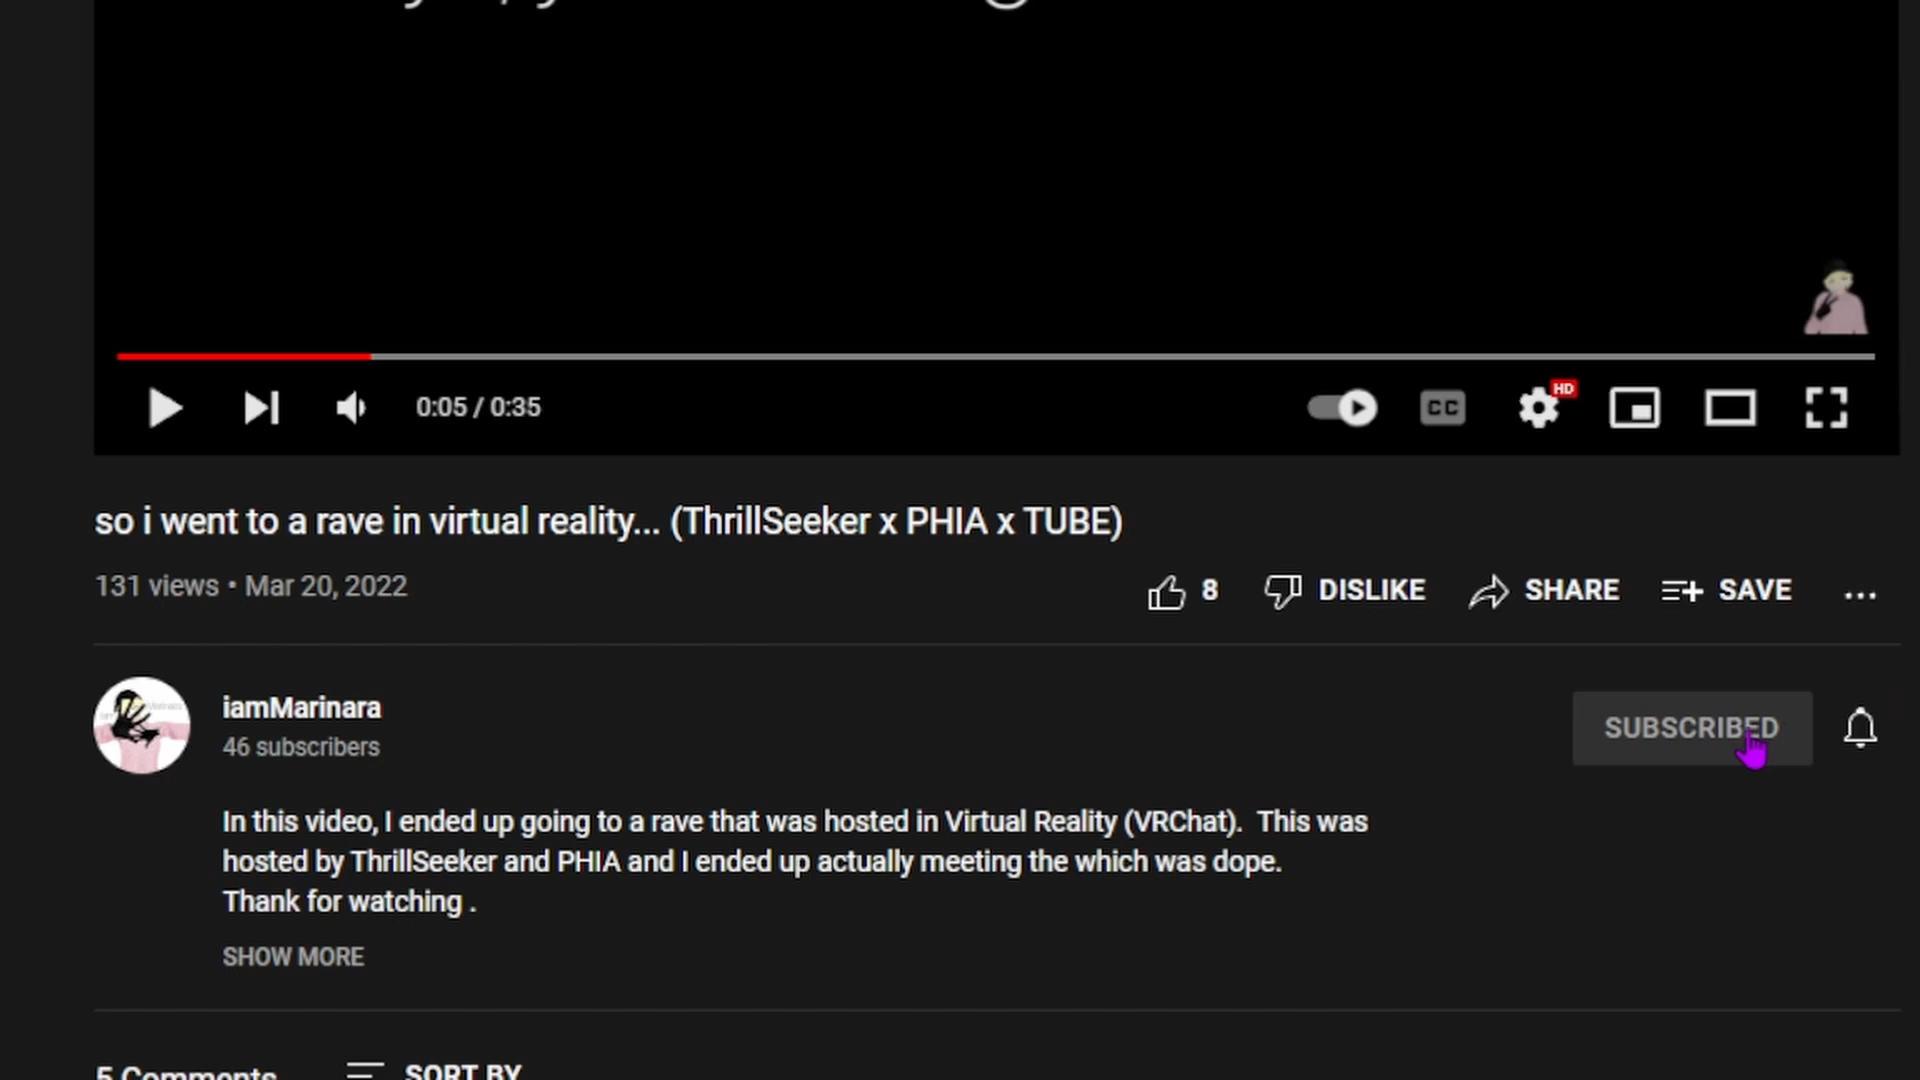 0:05 / 0:35
CC
HD
so i went to a rave in virtual reality... (ThrillSeeker x PHIA x TUBE)
131 views • Mar 20, 2022
8 DISLIKE SHARE SAVE ...
iamMarinara
46 subscribers
SUBSCRIBED
In this video, I ended up going to a rave that was hosted in Virtual Reality (VRChat). This was
hosted by ThrillSeeker and PHIA and I ended up actually meeting the which was dope.
Thank for watching .
SHOW MORE
5 Comments SORT BY